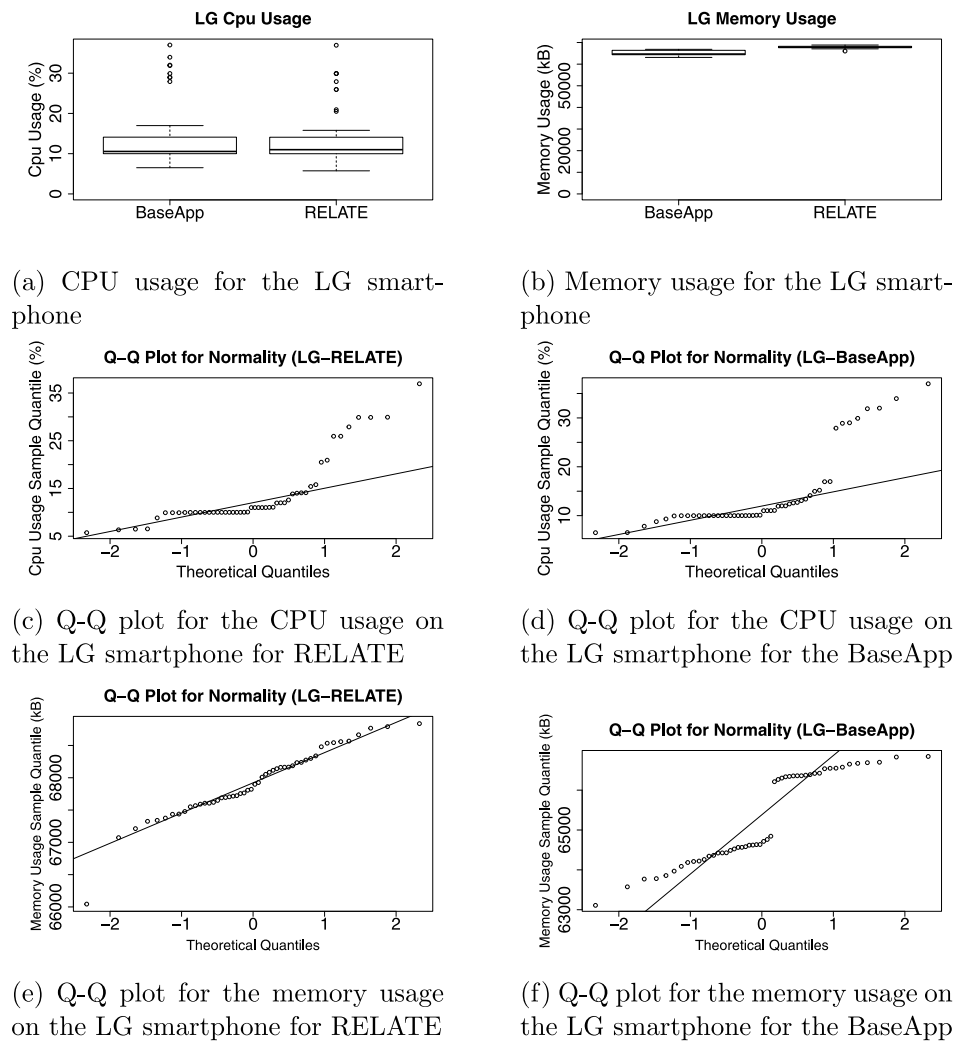 LG Cpu Usage
Cpu Usage (%)
0 10 20 30
BaseApp RELATE
LG Memory Usage
Memory Usage (kB)
0 20000 50000
BaseApp RELATE
(a) CPU usage for the LG smart-
phone
(b) Memory usage for the LG smart-
phone
Q–Q Plot for Normality (LG–RELATE)
Cpu Usage Sample Quantile (%)
5 15 25 35
−2 −1 0 1 2
Theoretical Quantiles
Q–Q Plot for Normality (LG–BaseApp)
Cpu Usage Sample Quantile (%)
10 20 30
−2 −1 0 1 2
Theoretical Quantiles
(c) Q-Q plot for the CPU usage on
the LG smartphone for RELATE
(d) Q-Q plot for the CPU usage on
the LG smartphone for the BaseApp
Q–Q Plot for Normality (LG–RELATE)
Memory Usage Sample Quantile (kB)
66000 67000 68000
−2 −1 0 1 2
Theoretical Quantiles
Q–Q Plot for Normality (LG–BaseApp)
Memory Usage Sample Quantile (kB)
63000 65000
−2 −1 0 1 2
Theoretical Quantiles
(e) Q-Q plot for the memory usage
on the LG smartphone for RELATE
(f) Q-Q plot for the memory usage on
the LG smartphone for the BaseApp